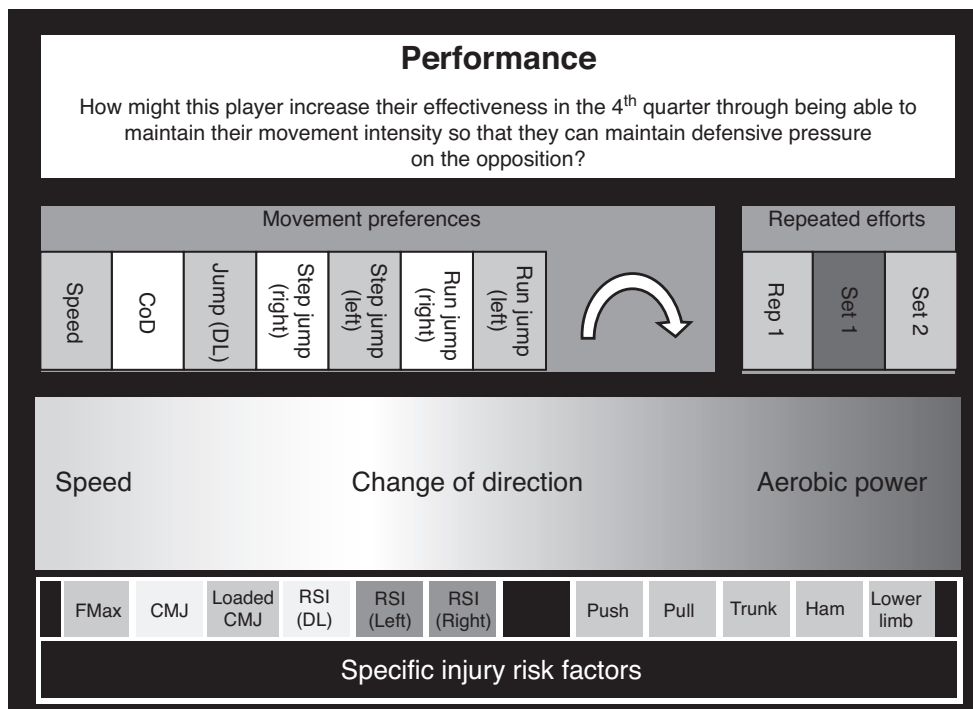 Performance
How might this player increase their effectiveness in the 4th quarter through being able to
maintain their movement intensity so that they can maintain defensive pressure
on the opposition?
Movement preferences
Repeated efforts
Speed
CoD
Jump (DL)
Step jump
(right)
Step jump
(left)
Run jump
(right)
Run jump
(left)
Rep 1
Set 1
Set 2
Speed
Change of direction
Aerobic power
FMax
CMJ
Loaded
CMJ
RSI
(DL)
RSI
(Left)
RSI
(Right)
Push
Pull
Trunk
Ham
Lower
limb
Specific injury risk factors